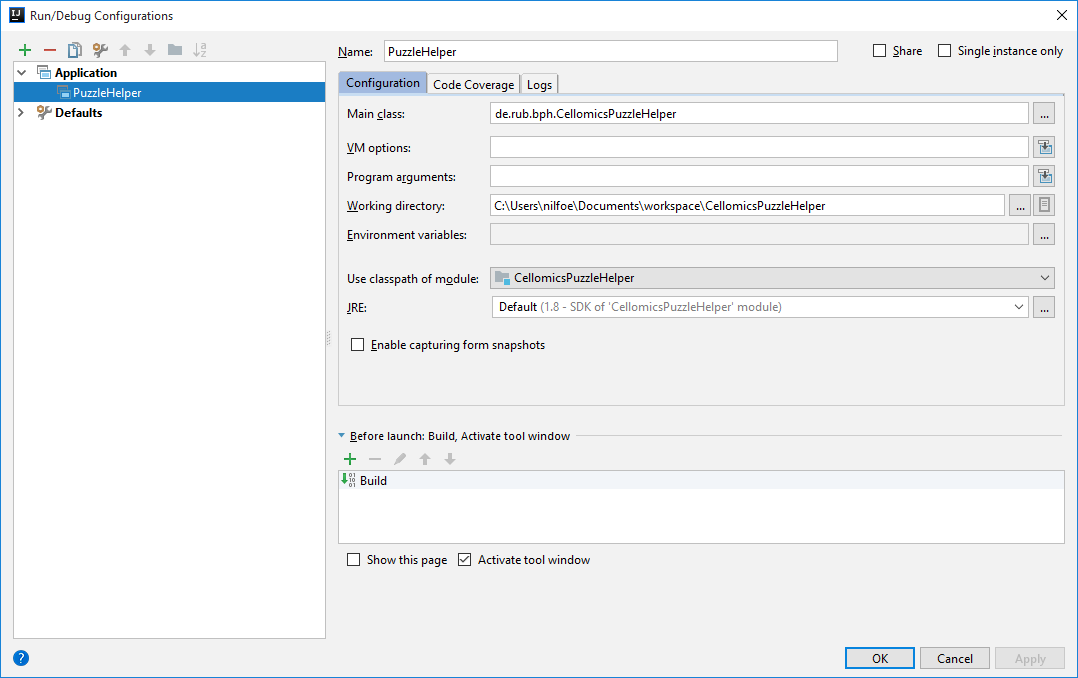 Run/Debug Configurations
Name: PuzzleHelper Share Single instance only
Application
PuzzleHelper
Defaults
Configuration Code Coverage Logs
Main class: de.rub.bph.CellomicsPuzzleHelper ...
VM options:
Program arguments:
Working directory: C:\Users\nilfoe\Documents\workspace\CellomicsPuzzleHelper ...
Environment variables: ...
Use classpath of module: CellomicsPuzzleHelper
JRE: Default (1.8 - SDK of 'CellomicsPuzzleHelper' module) ...
Enable capturing form snapshots
Before launch: Build, Activate tool window
Build
Show this page Activate tool window
? OK Cancel Apply